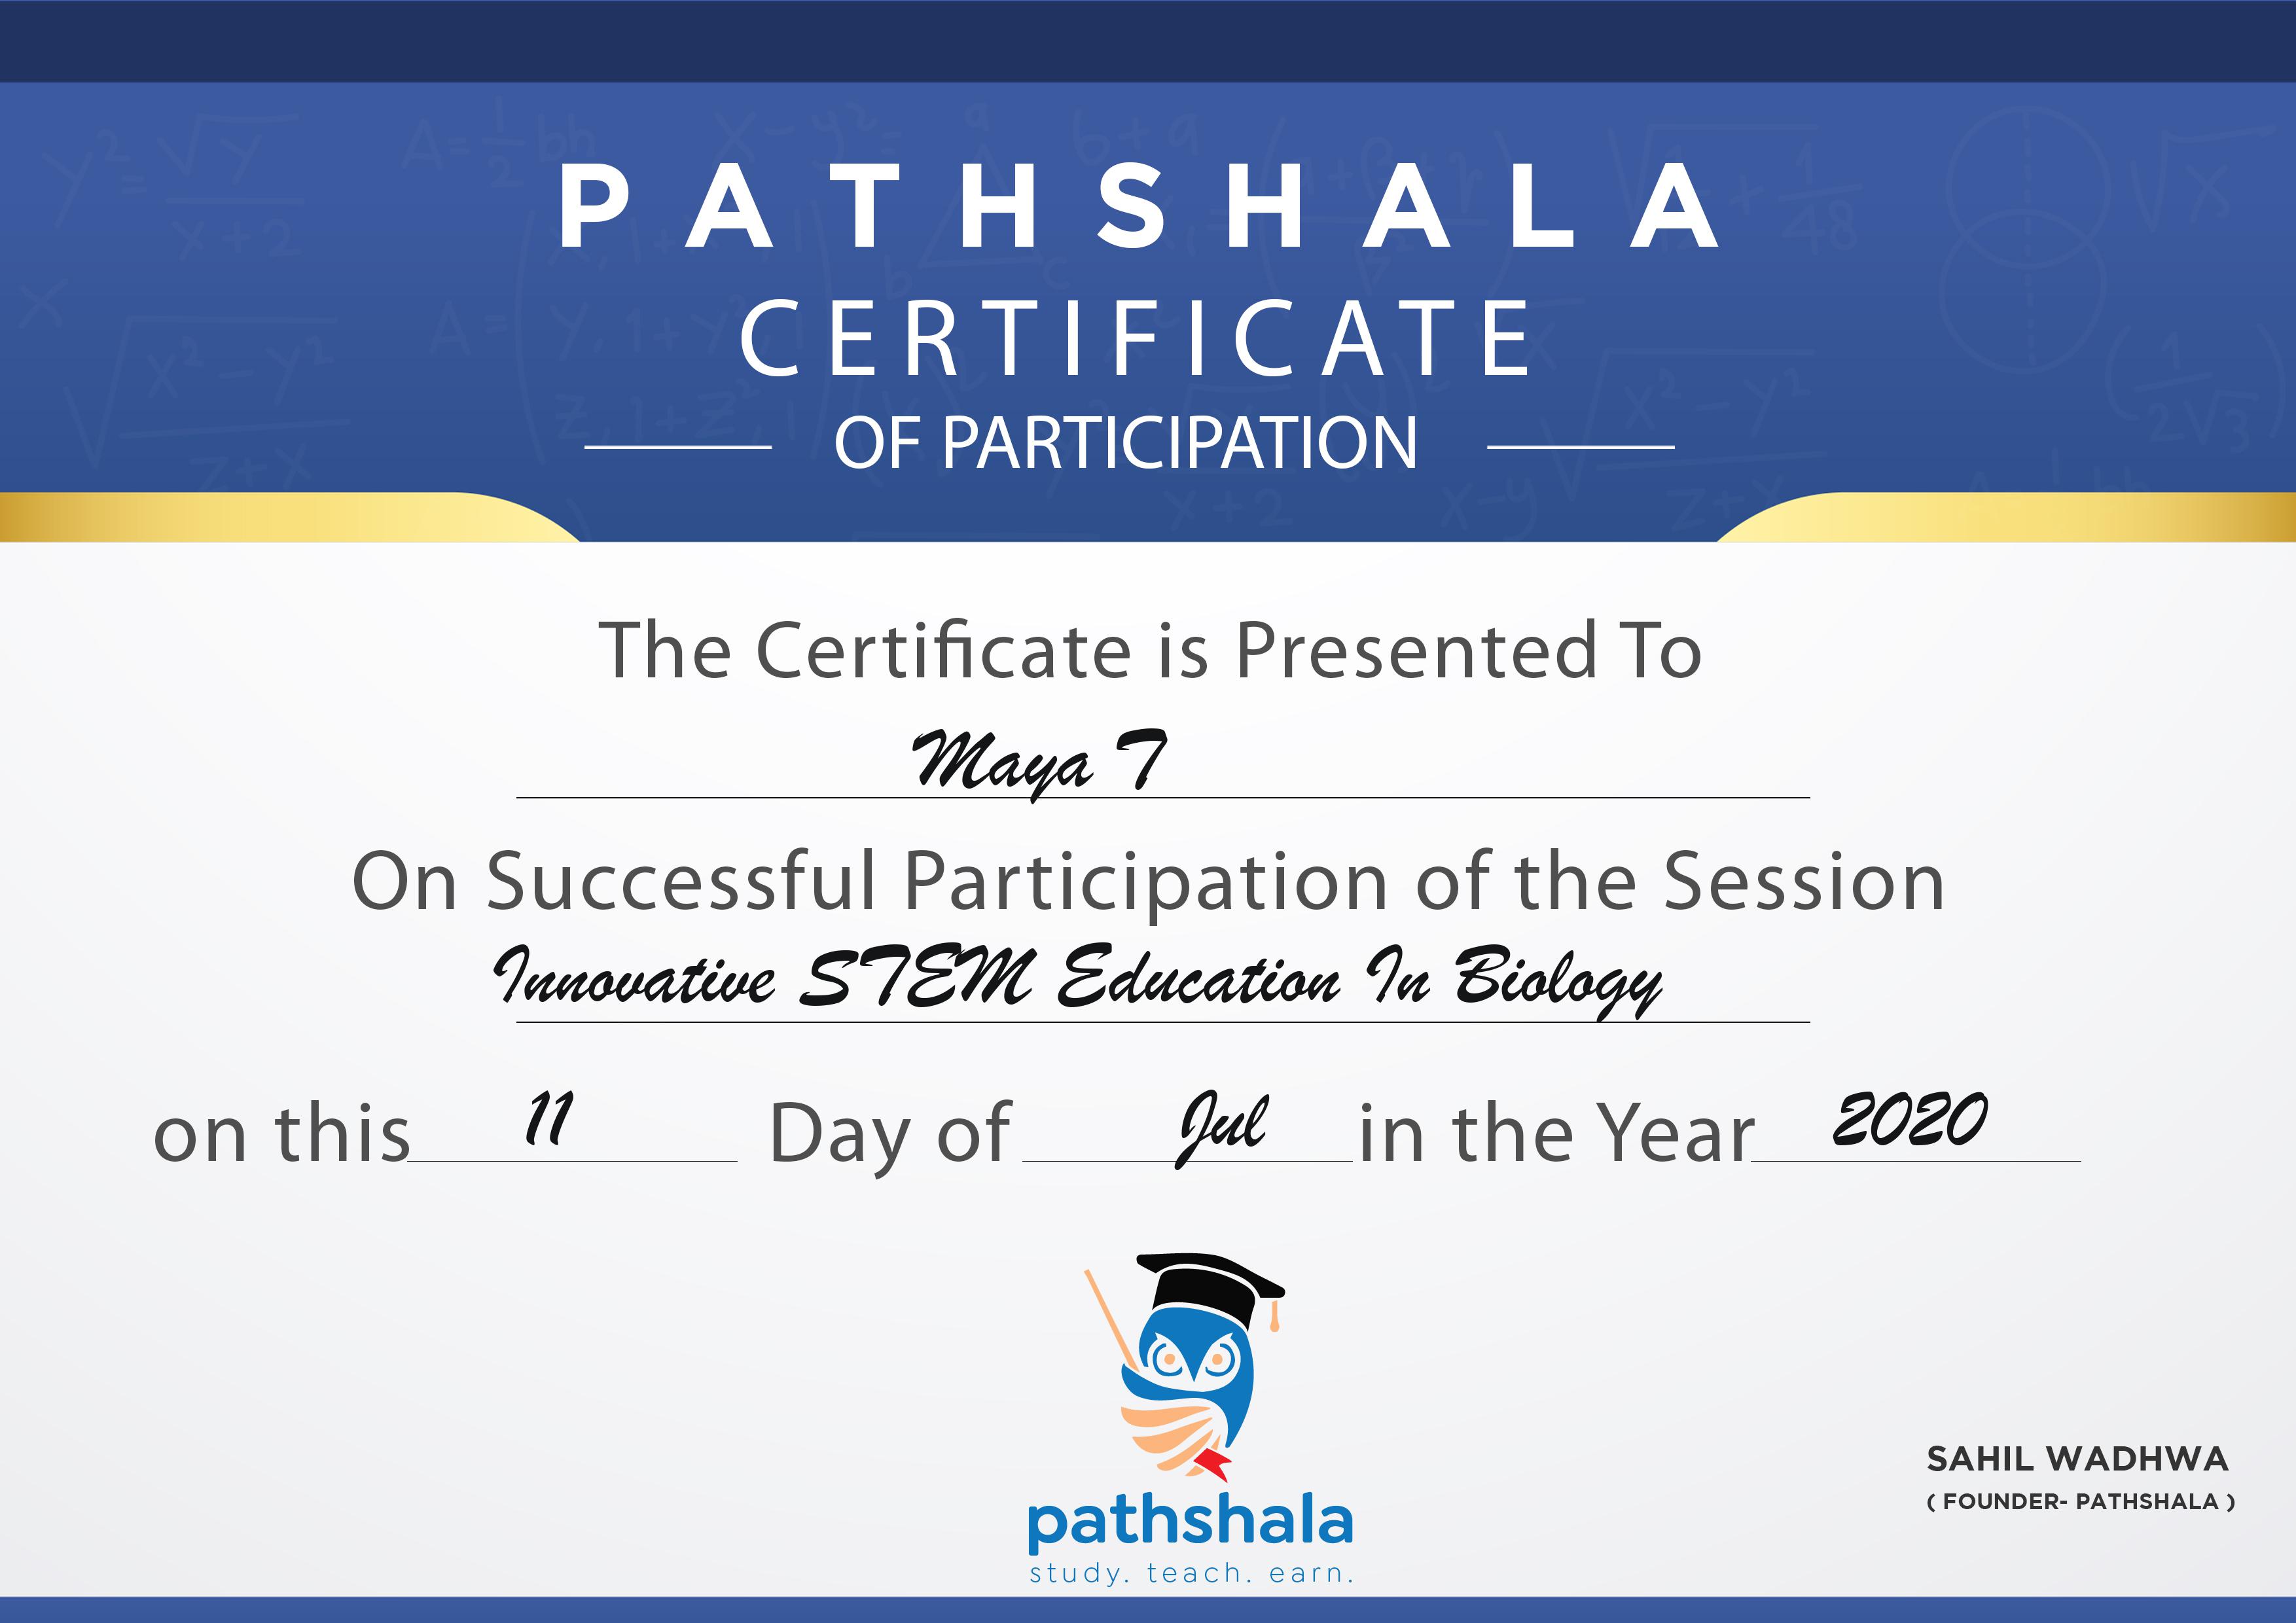 PATHSHALA
CERTIFICATE
OF PARTICIPATION
The Certificate is Presented To
Maya T
On Successful Participation of the Session
Innovative STEM Education In Biology
on this 11 Day of Jul in the Year 2020
pathshala
study. teach. earn.
SAHIL WADHWA
( FOUNDER- PATHSHALA )